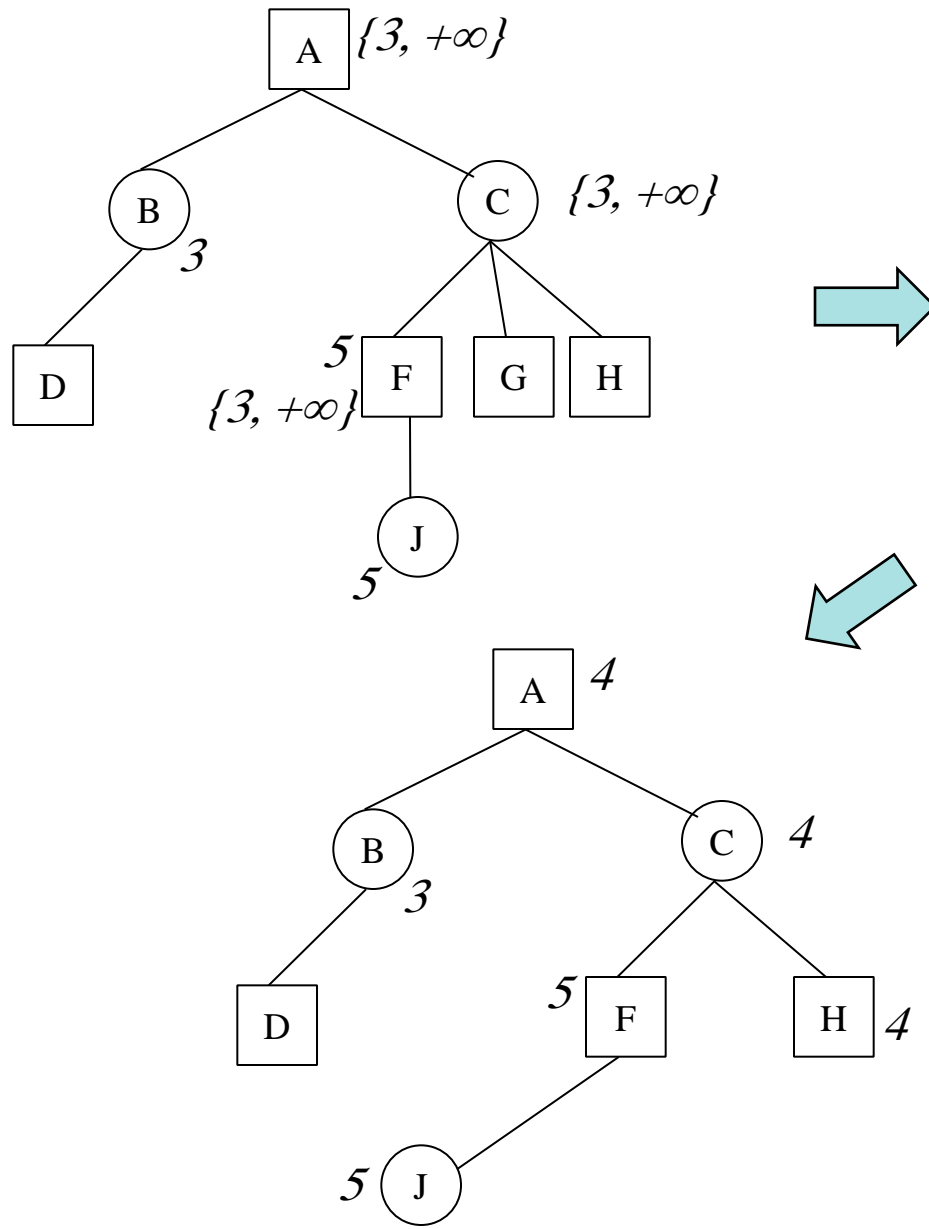 A {3, +∞}
B 3
C {3, +∞}
D
5 F G H
{3, +∞}
J
5
A 4
B 3
C 4
D
5 F H 4
5 J